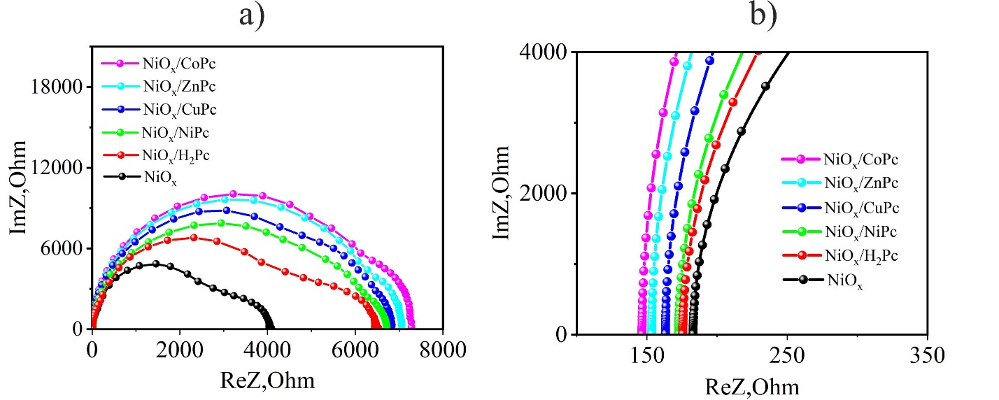 a)
ImZ,Ohm
18000
12000
6000
0
NiOₓ/CoPc
NiOₓ/ZnPc
NiOₓ/CuPc
NiOₓ/NiPc
NiOₓ/H₂Pc
NiOₓ
0 2000 4000 6000 8000
ReZ,Ohm
b)
ImZ,Ohm
4000
2000
0
NiOₓ/CoPc
NiOₓ/ZnPc
NiOₓ/CuPc
NiOₓ/NiPc
NiOₓ/H₂Pc
NiOₓ
150 250 350
ReZ,Ohm